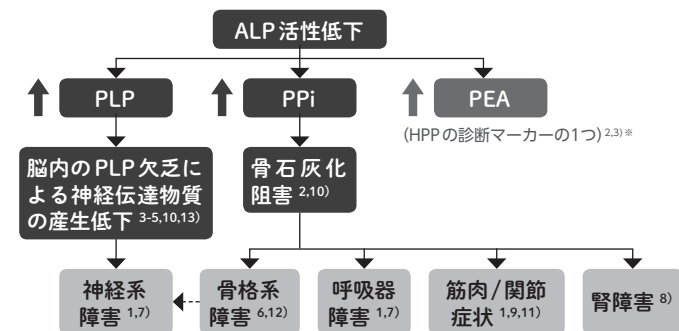 ALP活性低下
PLP
PPi
PEA
(HPPの診断マーカーの1つ) 2,3)※
脳内のPLP欠乏に
よる神経伝達物質
の産生低下 3-5,10,13)
骨石灰化
阻害 2,10)
神経系
障害 1,7)
骨格系
障害 6,12)
呼吸器
障害 1,7)
筋肉/関節
症状 1,9,11)
腎障害 8)